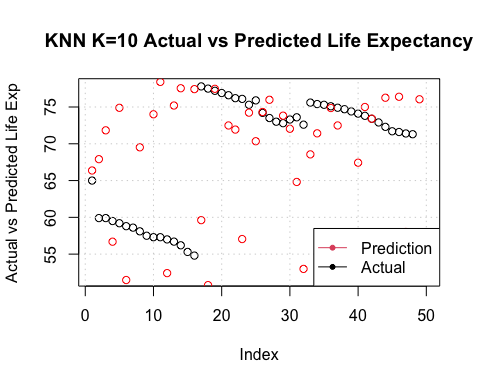 KNN K=10 Actual vs Predicted Life Expectancy
Actual vs Predicted Life Exp
75
70
65
60
55
Prediction
Actual
0 10 20 30 40 50
Index